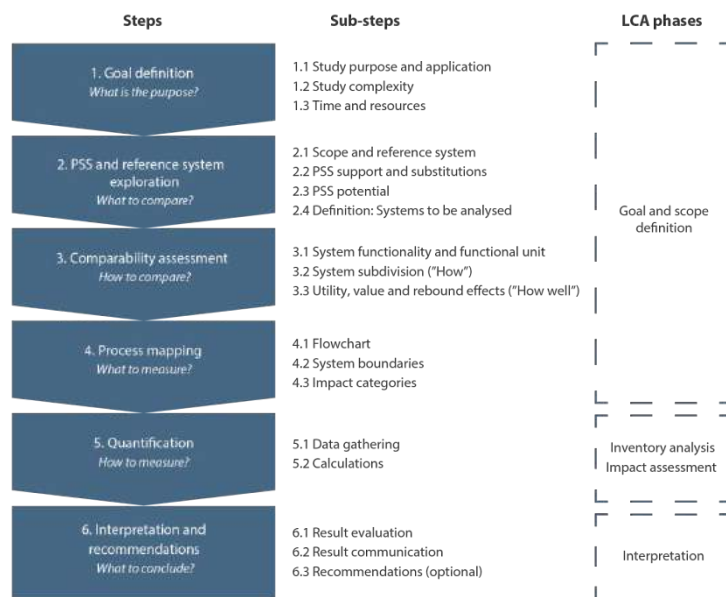 Steps
Sub-steps
LCA phases
1. Goal definition
What is the purpose?
1.1 Study purpose and application
1.2 Study complexity
1.3 Time and resources
2. PSS and reference system
exploration
What to compare?
2.1 Scope and reference system
2.2 PSS support and substitutions
2.3 PSS potential
2.4 Definition: Systems to be analysed
Goal and scope
definition
3. Comparability assessment
How to compare?
3.1 System functionality and functional unit
3.2 System subdivision ("How")
3.3 Utility, value and rebound effects ("How well")
4. Process mapping
What to measure?
4.1 Flowchart
4.2 System boundaries
4.3 Impact categories
5. Quantification
How to measure?
5.1 Data gathering
5.2 Calculations
Inventory analysis
Impact assessment
6. Interpretation and
recommendations
What to conclude?
6.1 Result evaluation
6.2 Result communication
6.3 Recommendations (optional)
Interpretation